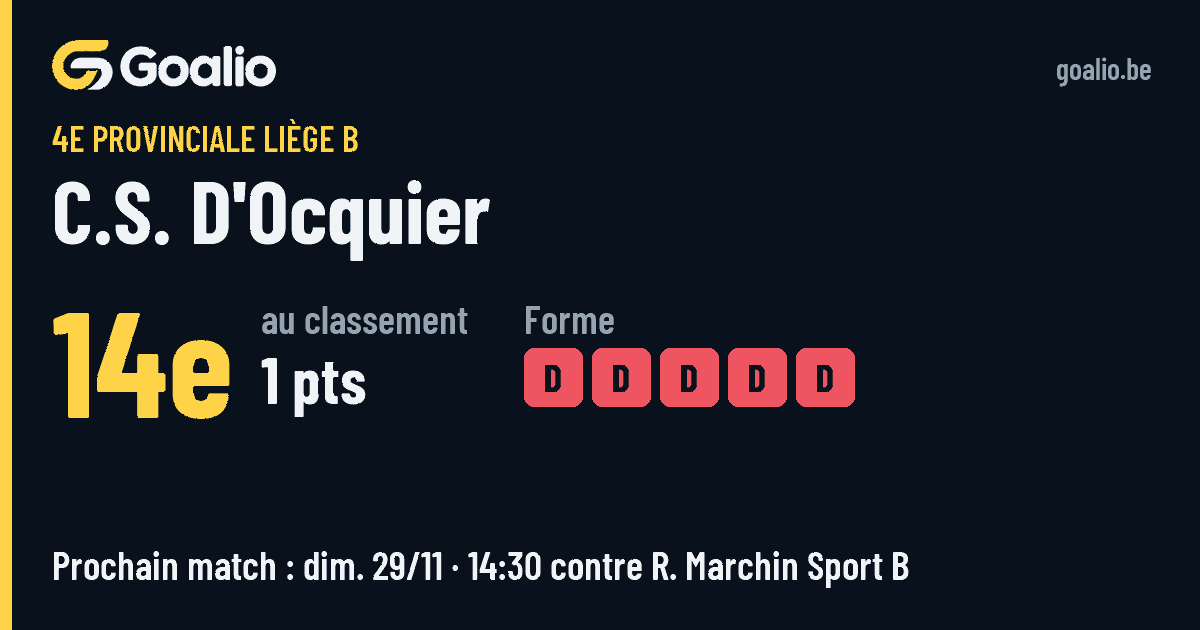 Goalio
goalio.be
4E PROVINCIALE LIÈGE B
C.S. D'Ocquier
14e
au classement
1 pts
Forme
D D D D D
Prochain match : dim. 29/11 · 14:30 contre R. Marchin Sport B